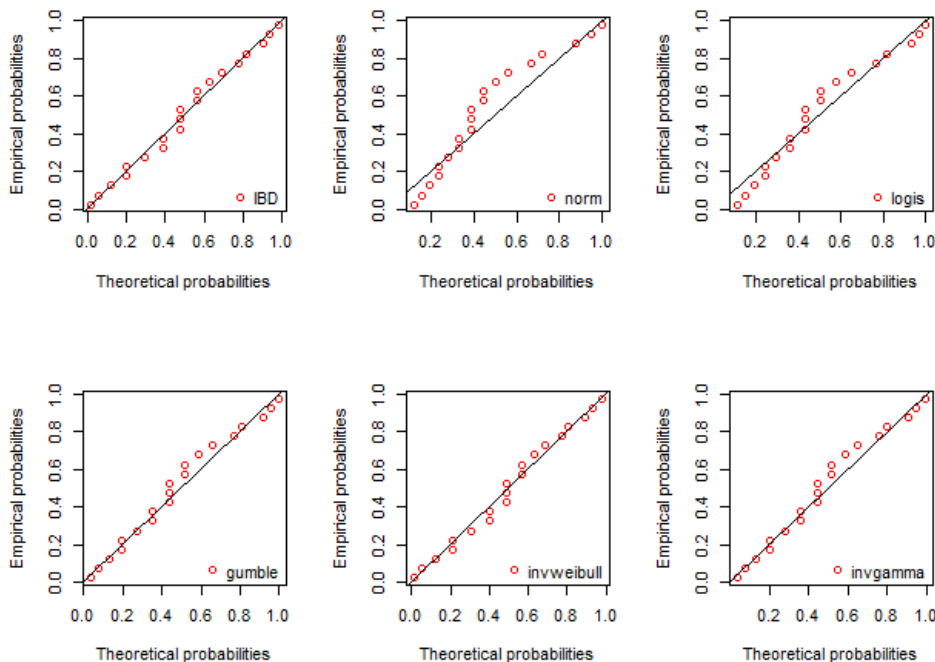 Empirical probabilities
0.0 0.2 0.4 0.6 0.8 1.0
IBD
0.0 0.2 0.4 0.6 0.8 1.0
Theoretical probabilities
Empirical probabilities
0.0 0.2 0.4 0.6 0.8 1.0
norm
0.2 0.4 0.6 0.8 1.0
Theoretical probabilities
Empirical probabilities
0.0 0.2 0.4 0.6 0.8 1.0
logis
0.2 0.4 0.6 0.8 1.0
Theoretical probabilities
Empirical probabilities
0.0 0.2 0.4 0.6 0.8 1.0
gumble
0.0 0.2 0.4 0.6 0.8 1.0
Theoretical probabilities
Empirical probabilities
0.0 0.2 0.4 0.6 0.8 1.0
invweibull
0.0 0.2 0.4 0.6 0.8 1.0
Theoretical probabilities
Empirical probabilities
0.0 0.2 0.4 0.6 0.8 1.0
invgamma
0.2 0.4 0.6 0.8 1.0
Theoretical probabilities